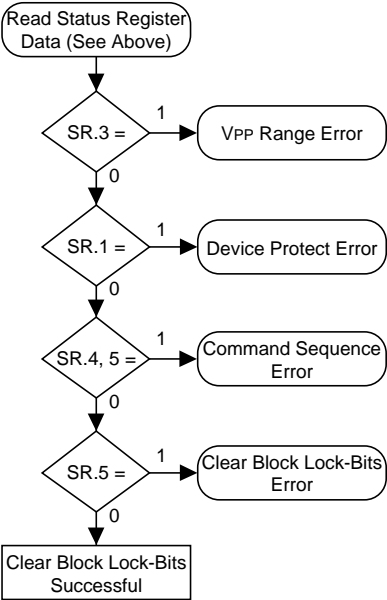 Read Status Register
Data (See Above)
SR.3 =
1
VPP Range Error
0
SR.1 =
1
Device Protect Error
0
SR.4, 5 =
1
Command Sequence
Error
0
SR.5 =
1
Clear Block Lock-Bits
Error
0
Clear Block Lock-Bits
Successful